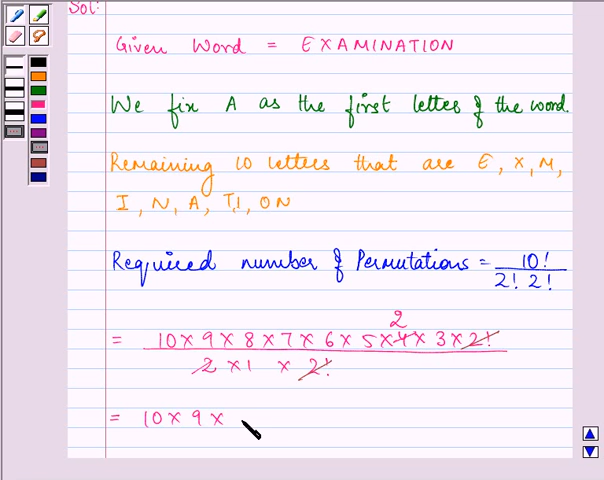 Sol:
Given Word = EXAMINATION
We fix A as the first letter of the word.
Remaining 10 letters that are E, X, M,
I, N, A, T, I, ON
Required number of Permutations = 10! / 2! 2!
2
= 10 × 9 × 8 × 7 × 6 × 5 × 4 × 3 × 2!
2 × 1 × 2!
= 10 × 9 ×